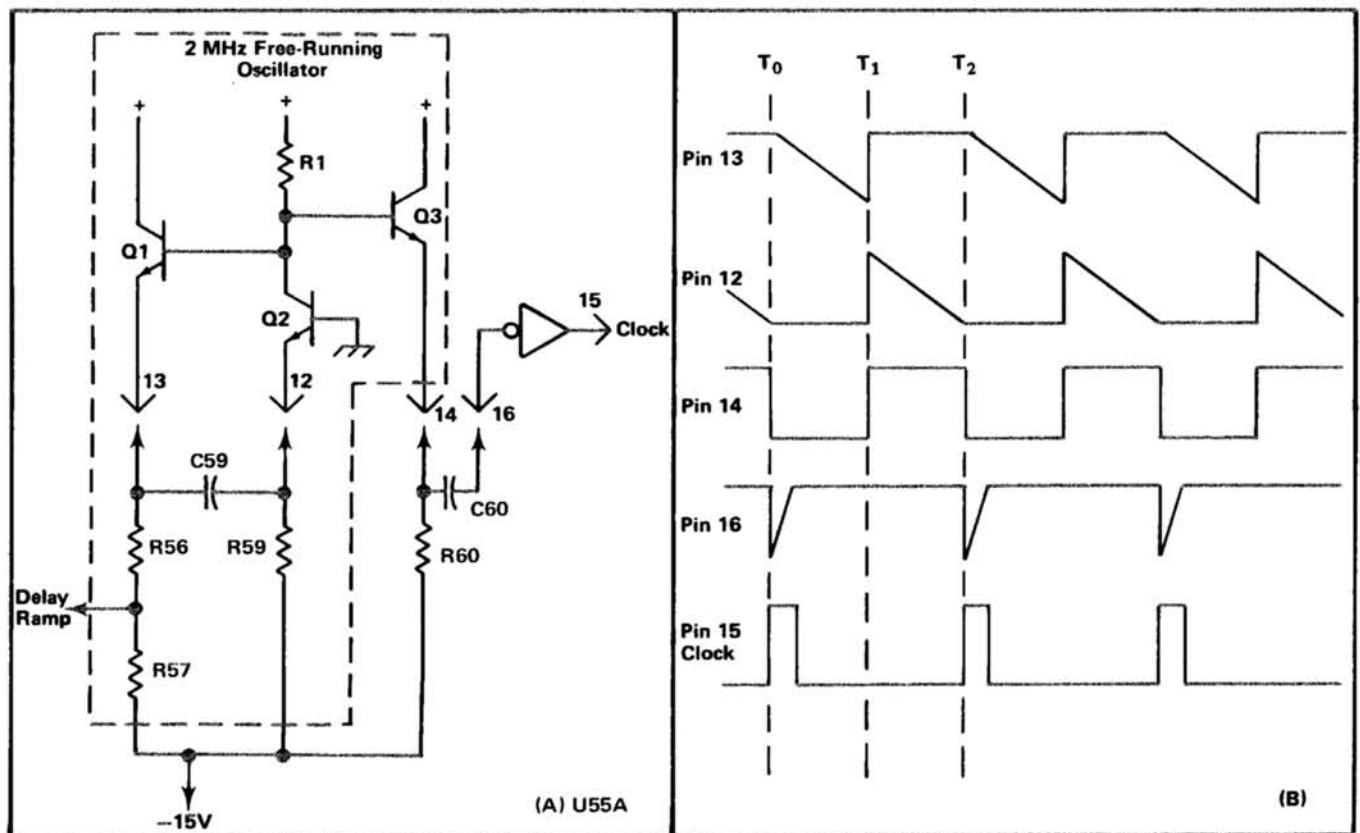 2 MHz Free-Running
Oscillator
+
+
+
R1
Q1
Q3
Q2
15
Clock
13
12
14
16
C59
C60
R56
R59
R60
Delay
Ramp
R57
–15V
(A) U55A
T0
T1
T2
Pin 13
Pin 12
Pin 14
Pin 16
Pin 15
Clock
(B)